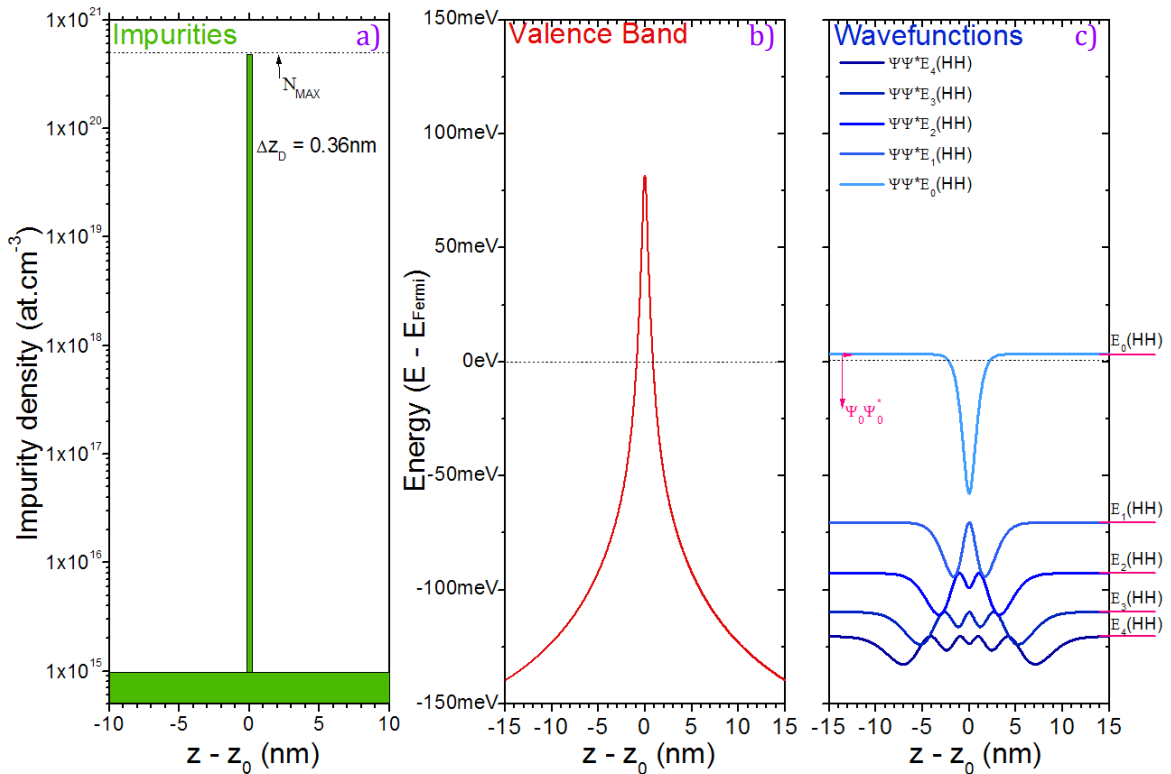 Impurities a)
N_MAX
Δz_D = 0.36nm
1x10^21
1x10^20
1x10^19
1x10^18
1x10^17
1x10^16
1x10^15
Impurity density (at.cm^-3)
-10 -5 0 5 10
z - z_0 (nm)
Valence Band b)
150meV
100meV
50meV
0eV
-50meV
-100meV
-150meV
Energy (E - E_Fermi)
-15 -10 -5 0 5 10 15
z - z_0 (nm)
Wavefunctions c)
ΨΨ*E_4(HH)
ΨΨ*E_3(HH)
ΨΨ*E_2(HH)
ΨΨ*E_1(HH)
ΨΨ*E_0(HH)
Ψ_0Ψ_0^*
E_0(HH)
E_1(HH)
E_2(HH)
E_3(HH)
E_4(HH)
-15 -10 -5 0 5 10 15
z - z_0 (nm)